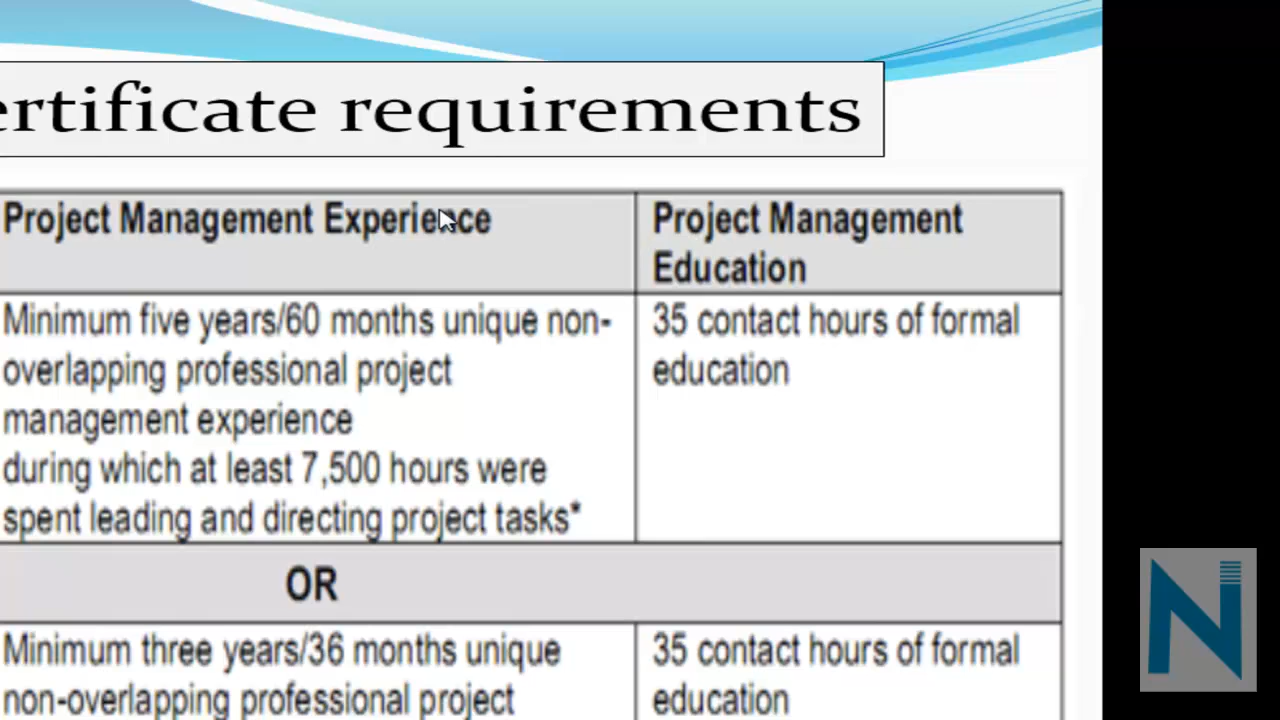 ertificate requirements
Project Management Experience
Project Management
Education
Minimum five years/60 months unique non-
overlapping professional project
management experience
during which at least 7,500 hours were
spent leading and directing project tasks*
35 contact hours of formal
education
OR
Minimum three years/36 months unique
non-overlapping professional project
35 contact hours of formal
education
N